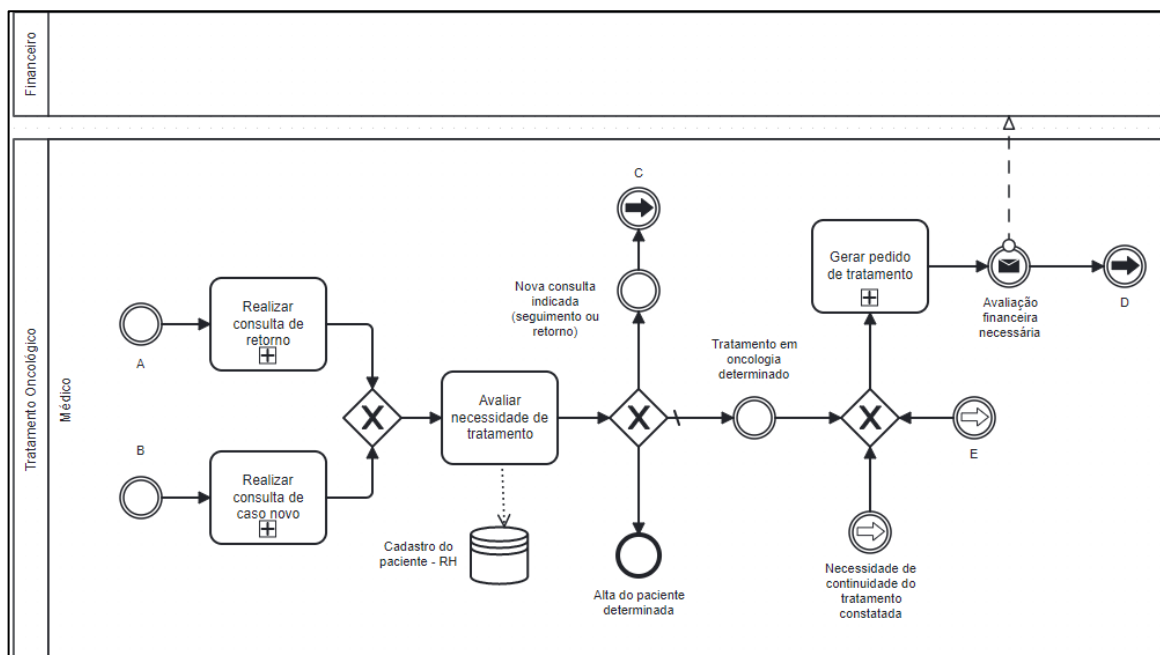 Financeiro
Tratamento Oncológico
Médico
A
Realizar
consulta de
retorno
B
Realizar
consulta de
caso novo
Avaliar
necessidade de
tratamento
Cadastro do
paciente - RH
C
Nova consulta
indicada
(seguimento ou
retorno)
Alta do paciente
determinada
Tratamento em
oncologia
determinado
Gerar pedido
de tratamento
Avaliação
financeira
necessária
D
E
Necessidade de
continuidade do
tratamento
constatada